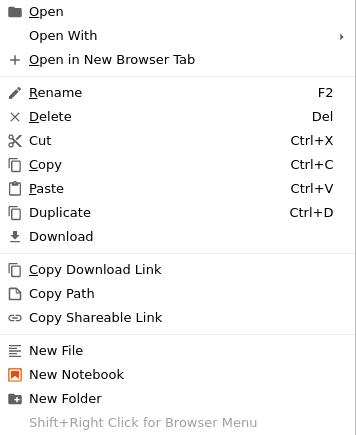 Open
Open With
Open in New Browser Tab
Rename F2
Delete Del
Cut Ctrl+X
Copy Ctrl+C
Paste Ctrl+V
Duplicate Ctrl+D
Download
Copy Download Link
Copy Path
Copy Shareable Link
New File
New Notebook
New Folder
Shift+Right Click for Browser Menu